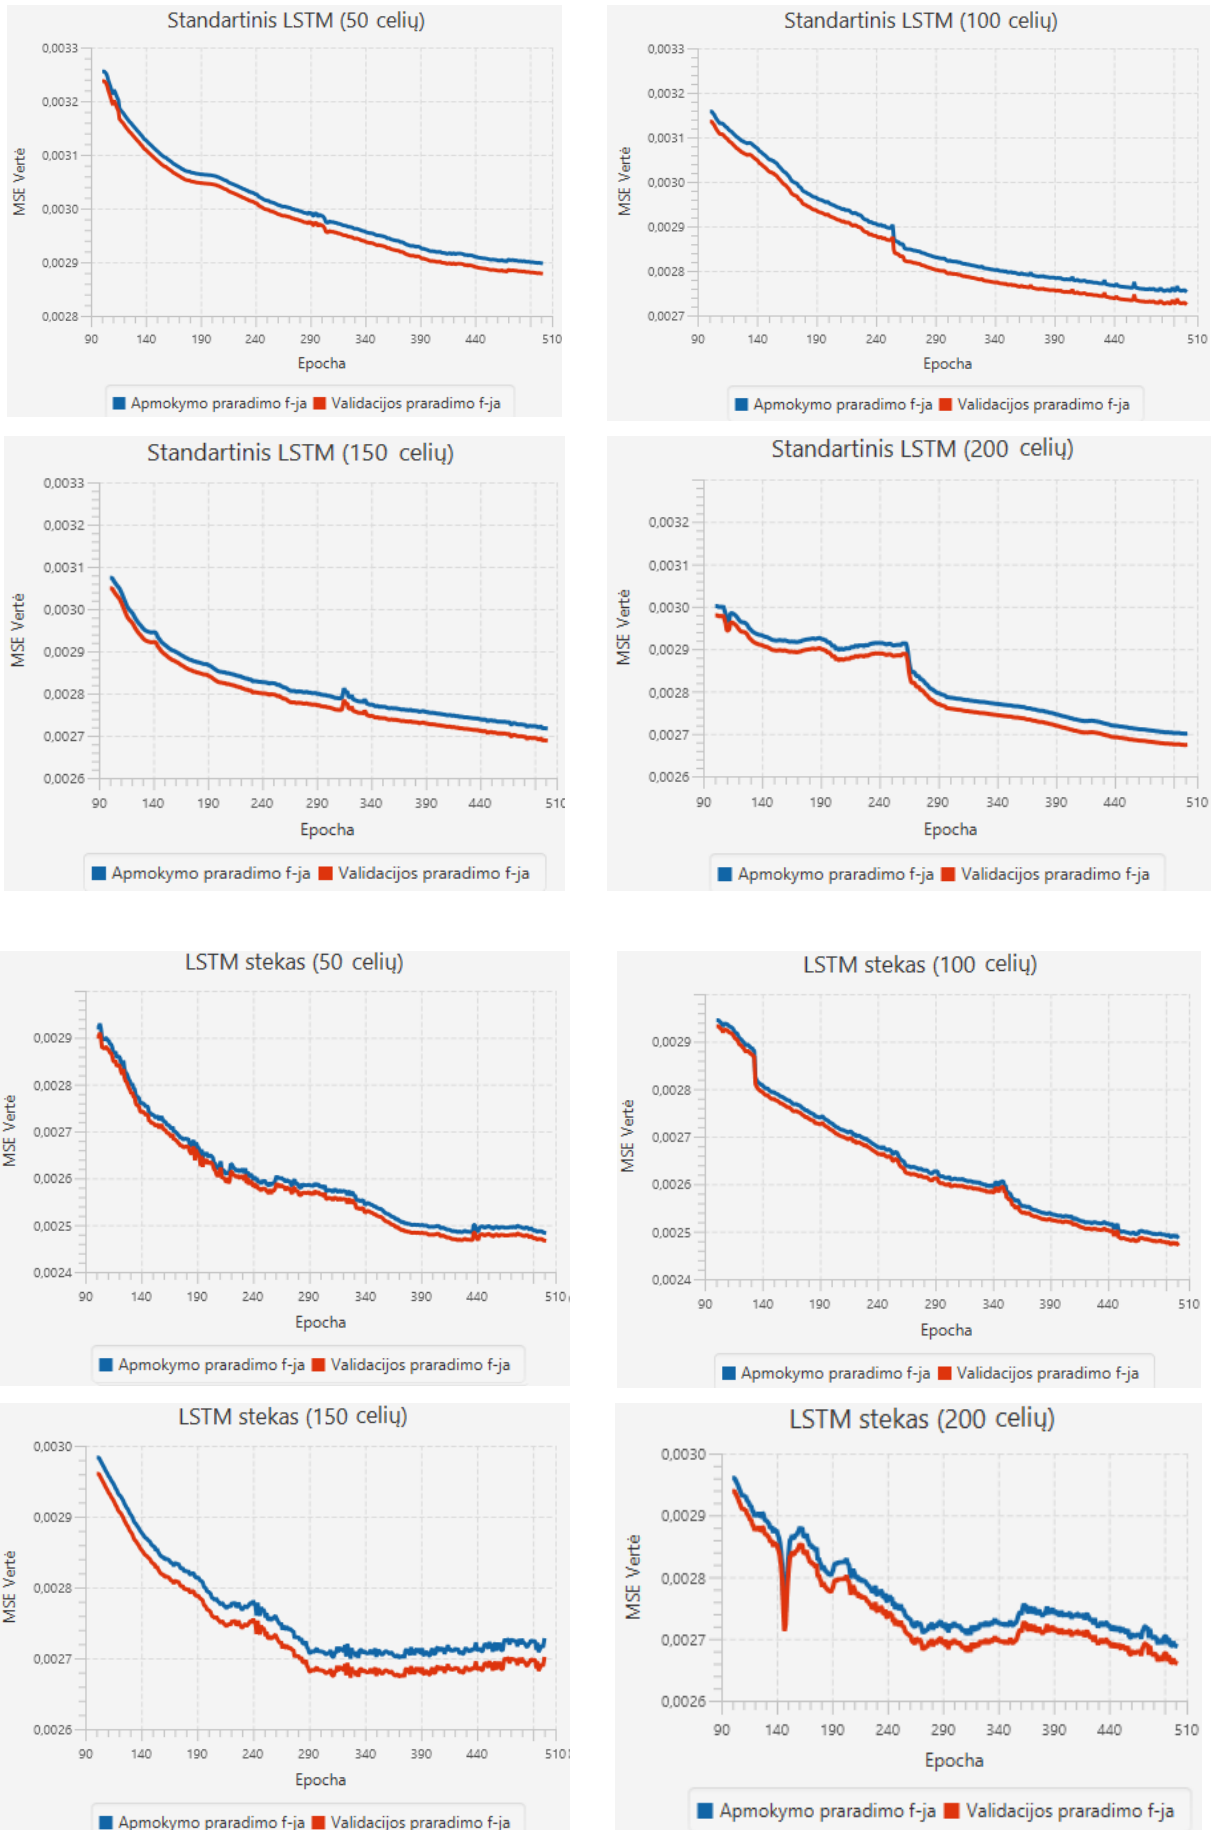 Standartinis LSTM (50 celių)
0,0033
0,0032
0,0031
0,0030
0,0029
0,0028
MSE Vertė
90 140 190 240 290 340 390 440 510
Epocha
Apmokymo praradimo f-ja Validacijos praradimo f-ja
Standartinis LSTM (100 celių)
0,0033
0,0032
0,0031
0,0030
0,0029
0,0028
0,0027
MSE Vertė
90 140 190 240 290 340 390 440 510
Epocha
Apmokymo praradimo f-ja Validacijos praradimo f-ja
Standartinis LSTM (150 celių)
0,0033
0,0032
0,0031
0,0030
0,0029
0,0028
0,0027
0,0026
MSE Vertė
90 140 190 240 290 340 390 440 510
Epocha
Apmokymo praradimo f-ja Validacijos praradimo f-ja
Standartinis LSTM (200 celių)
0,0032
0,0031
0,0030
0,0029
0,0028
0,0027
0,0026
MSE Vertė
90 140 190 240 290 340 390 440 510
Epocha
Apmokymo praradimo f-ja Validacijos praradimo f-ja
LSTM stekas (50 celių)
0,0029
0,0028
0,0027
0,0026
0,0025
0,0024
MSE Vertė
90 140 190 240 290 340 390 440 510
Epocha
Apmokymo praradimo f-ja Validacijos praradimo f-ja
LSTM stekas (100 celių)
0,0029
0,0028
0,0027
0,0026
0,0025
0,0024
MSE Vertė
90 140 190 240 290 340 390 440 510
Epocha
Apmokymo praradimo f-ja Validacijos praradimo f-ja
LSTM stekas (150 celių)
0,0030
0,0029
0,0028
0,0027
0,0026
MSE Vertė
90 140 190 240 290 340 390 440 510
Epocha
Apmokymo praradimo f-ja Validacijos praradimo f-ja
LSTM stekas (200 celių)
0,0030
0,0029
0,0028
0,0027
0,0026
MSE Vertė
90 140 190 240 290 340 390 440 510
Epocha
Apmokymo praradimo f-ja Validacijos praradimo f-ja